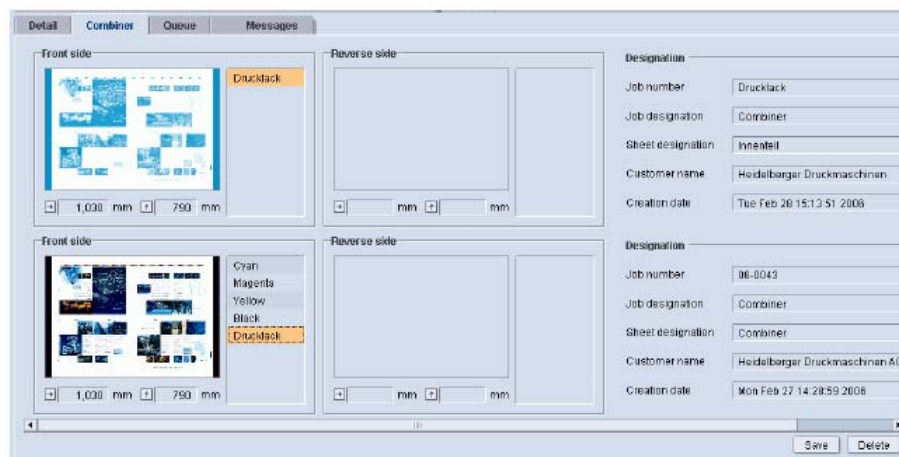 Detail Combiner Queue Messages
Front side
Drucklack
1,030 mm 790 mm
Reverse side
mm mm
Designation
Job number Drucklack
Job designation Combiner
Sheet designation Innenteil
Customer name Heidelberger Druckmaschinen
Creation date Tue Feb 28 15:13:51 2006
Front side
Cyan
Magenta
Yellow
Black
Drucklack
1,030 mm 790 mm
Reverse side
mm mm
Designation
Job number 06-0043
Job designation Combiner
Sheet designation Combiner
Customer name Heidelberger Druckmaschinen AG
Creation date Mon Feb 27 14:28:59 2006
Save Delete